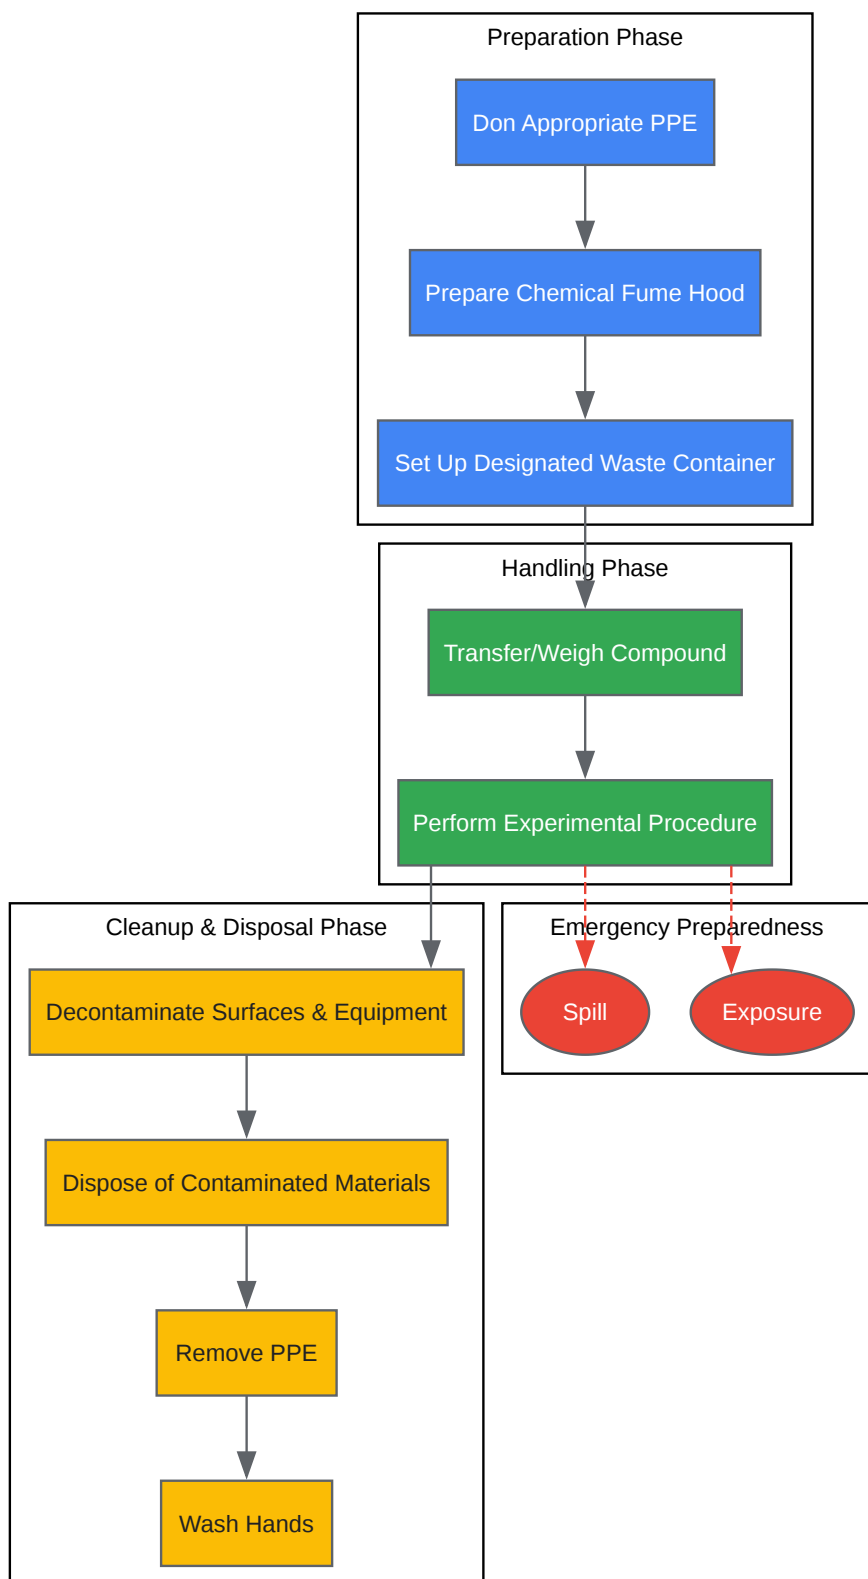 Preparation Phase
Don Appropriate PPE
Prepare Chemical Fume Hood
Set Up Designated Waste Container
Handling Phase
Transfer/Weigh Compound
Perform Experimental Procedure
Cleanup & Disposal Phase
Decontaminate Surfaces & Equipment
Dispose of Contaminated Materials
Remove PPE
Wash Hands
Emergency Preparedness
Spill
Exposure